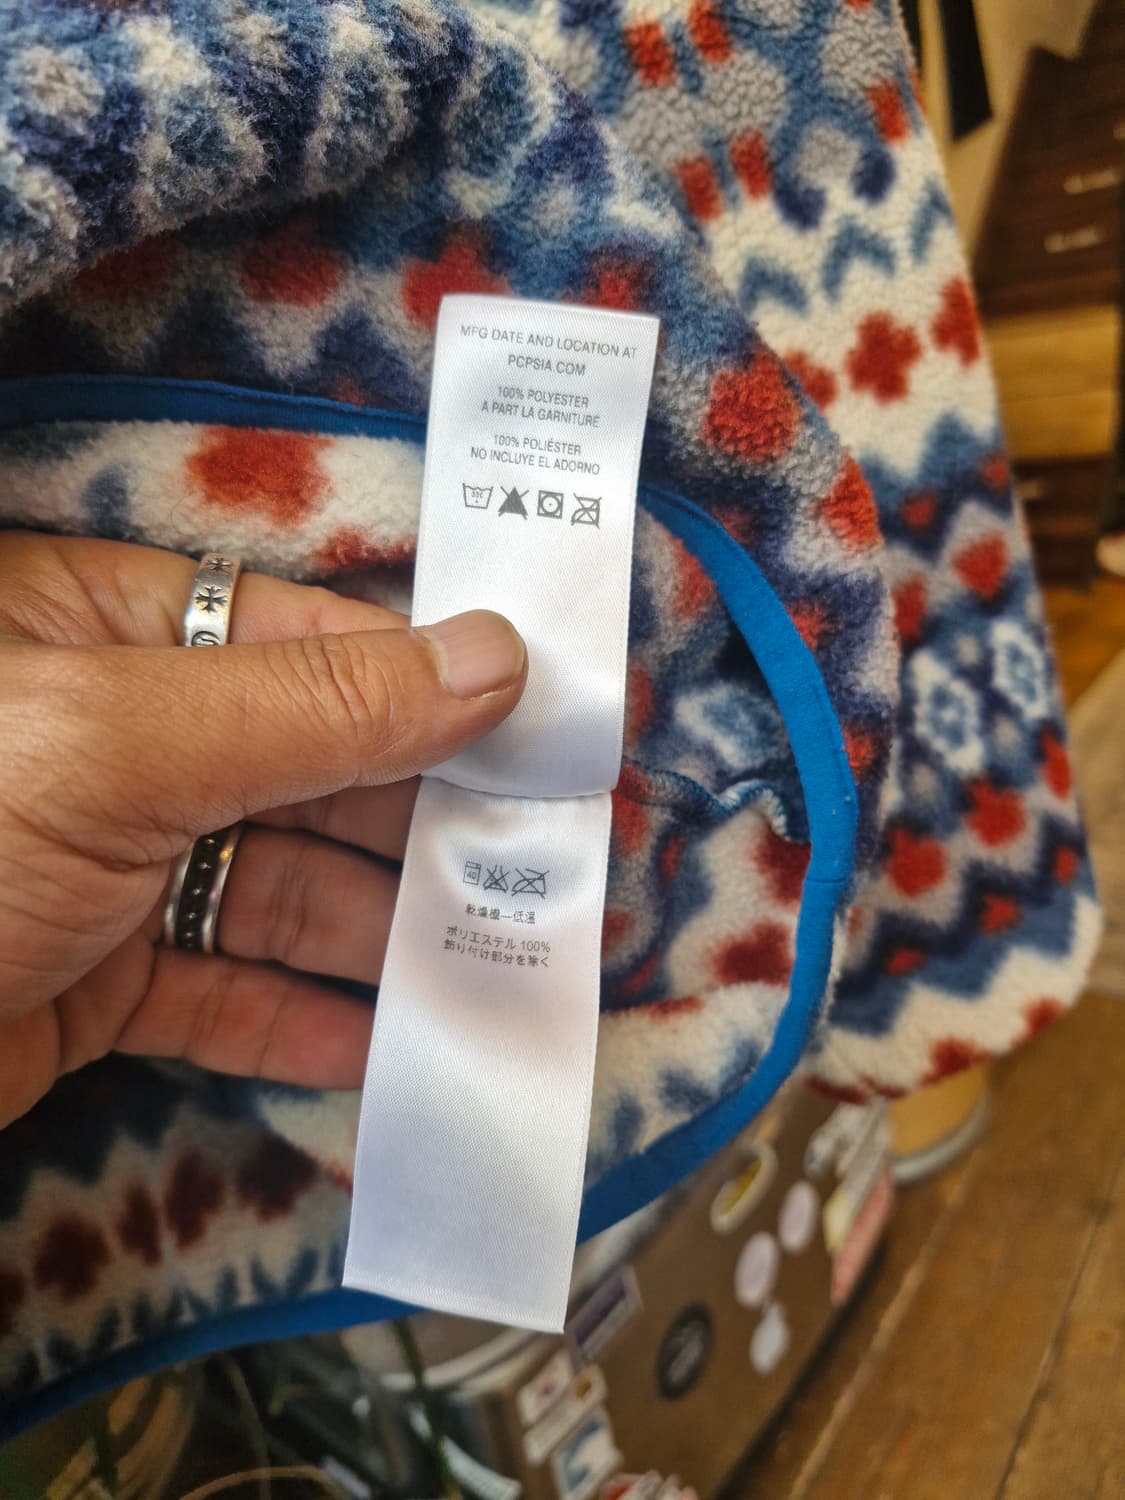 MFG DATE AND LOCATION AT
PCPSIA.COM
100% POLYESTER
À PART LA GARNITURE
100% POLIÉSTER
NO INCLUYE EL ADORNO
30C
40
乾燥機—低温
ポリエステル 100%
飾り付け部分を除く